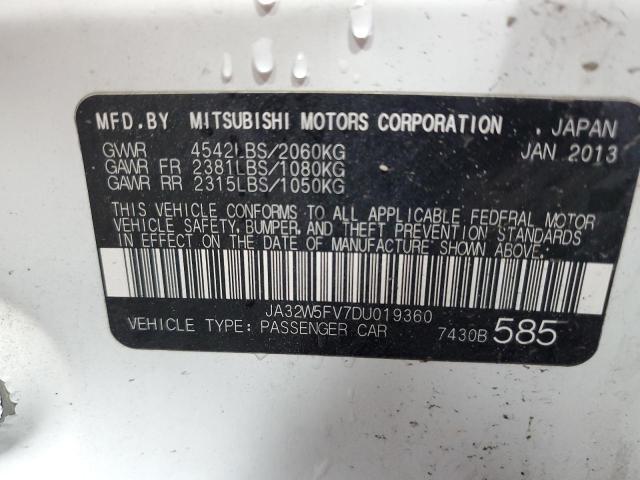 MFD.BY MITSUBISHI MOTORS CORPORATION . JAPAN
GVWR 4542LBS/2060KG JAN 2013
GAWR FR 2381LBS/1080KG
GAWR RR 2315LBS/1050KG
THIS VEHICLE CONFORMS TO ALL APPLICABLE FEDERAL MOTOR
VEHICLE SAFETY, BUMPER, AND THEFT PREVENTION STANDARDS
IN EFFECT ON THE DATE OF MANUFACTURE SHOWN ABOVE.
JA32W5FV7DU019360
VEHICLE TYPE: PASSENGER CAR 7430B 585